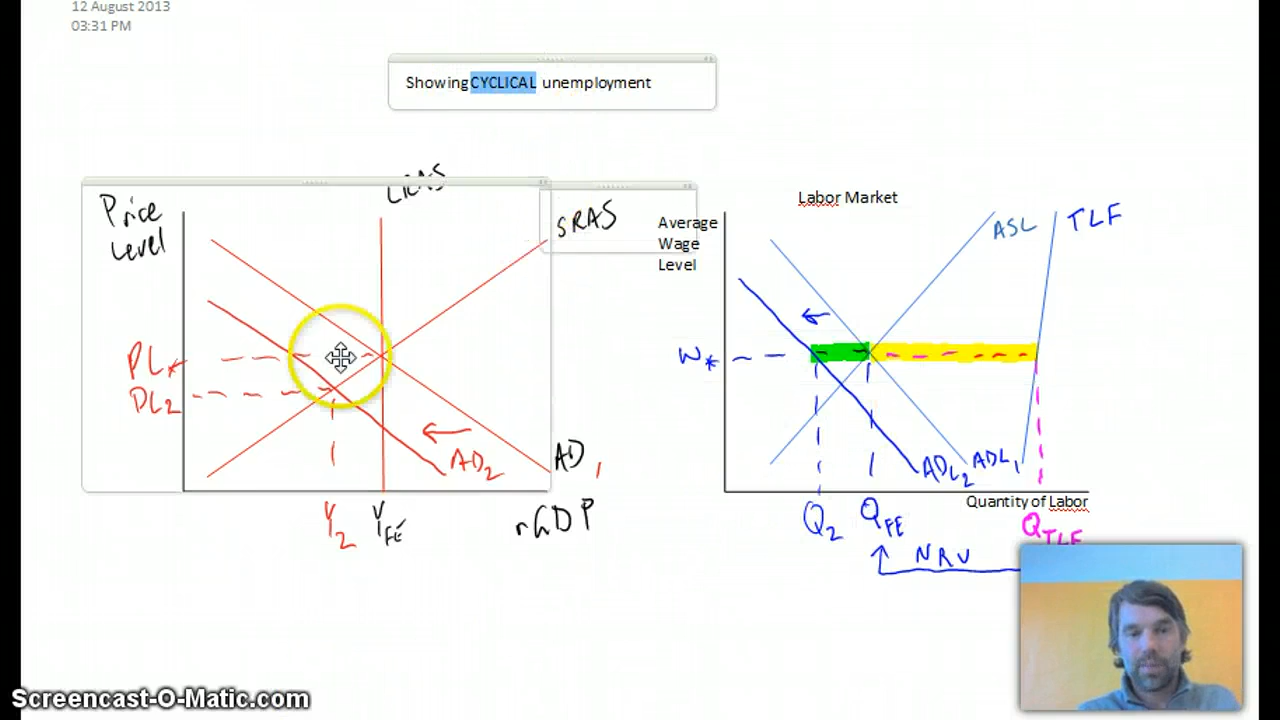 12 August 2013
03:31 PM
Showing CYCLICAL unemployment
LRAS
Price
Level
SRAS
PL*
PL2
AD2
AD1
Y2
YFE
rGDP
Labor Market
Average
Wage
Level
ASL
TLF
W*
ADL2
ADL1
Quantity of Labor
Q2
QFE
QTLF
NRU
Screencast-O-Matic.com